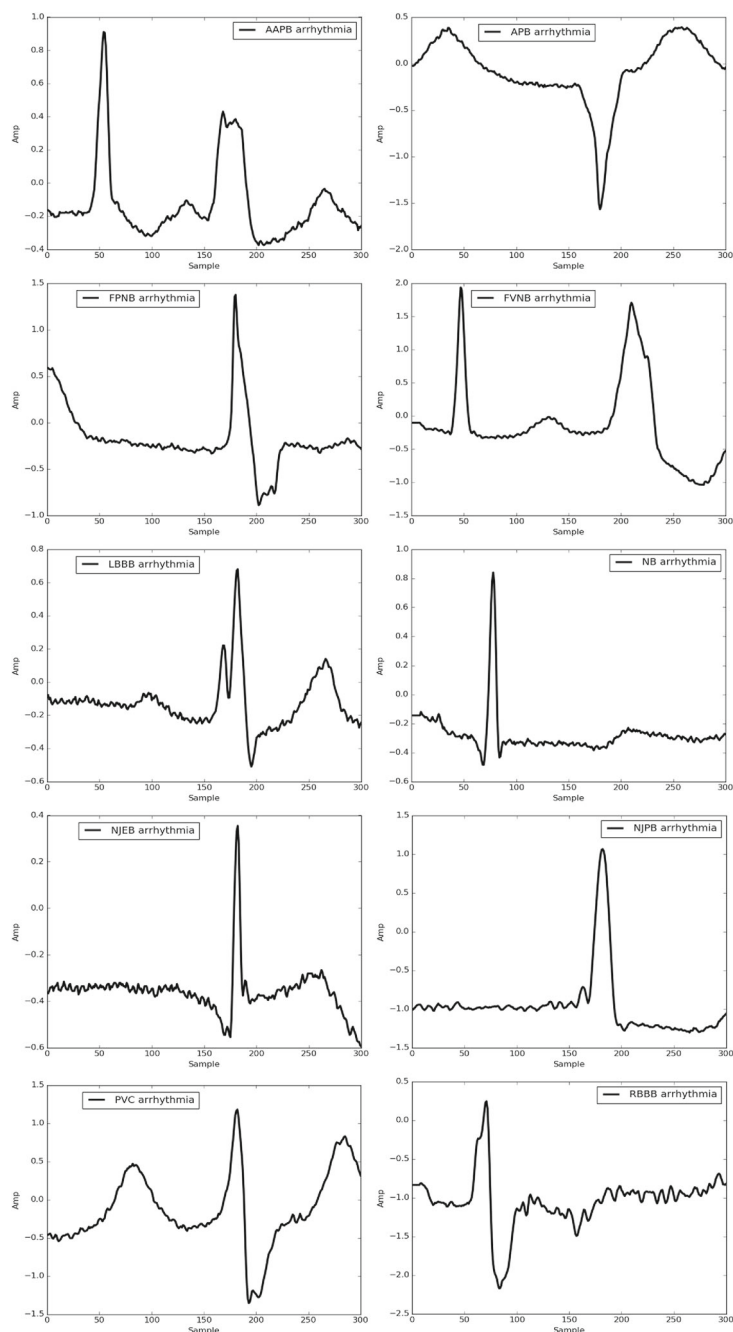 AAPB arrhythmia
1.0
0.8
0.6
0.4
0.2
0.0
−0.2
−0.4
Amp
0 50 100 150 200 250 300
Sample
APB arrhythmia
0.5
0.0
−0.5
−1.0
−1.5
−2.0
Amp
0 50 100 150 200 250 300
Sample
FPNB arrhythmia
1.5
1.0
0.5
0.0
−0.5
−1.0
Amp
0 50 100 150 200 250 300
Sample
FVNB arrhythmia
2.0
1.5
1.0
0.5
0.0
−0.5
−1.0
−1.5
Amp
0 50 100 150 200 250 300
Sample
LBBB arrhythmia
0.8
0.6
0.4
0.2
0.0
−0.2
−0.4
−0.6
Amp
0 50 100 150 200 250 300
Sample
NB arrhythmia
1.0
0.8
0.6
0.4
0.2
0.0
−0.2
−0.4
−0.6
Amp
0 50 100 150 200 250 300
Sample
NJEB arrhythmia
0.4
0.2
0.0
−0.2
−0.4
−0.6
Amp
0 50 100 150 200 250 300
Sample
NJPB arrhythmia
1.5
1.0
0.5
0.0
−0.5
−1.0
−1.5
Amp
0 50 100 150 200 250 300
Sample
PVC arrhythmia
1.5
1.0
0.5
0.0
−0.5
−1.0
−1.5
Amp
0 50 100 150 200 250 300
Sample
RBBB arrhythmia
0.5
0.0
−0.5
−1.0
−1.5
−2.0
−2.5
Amp
0 50 100 150 200 250 300
Sample